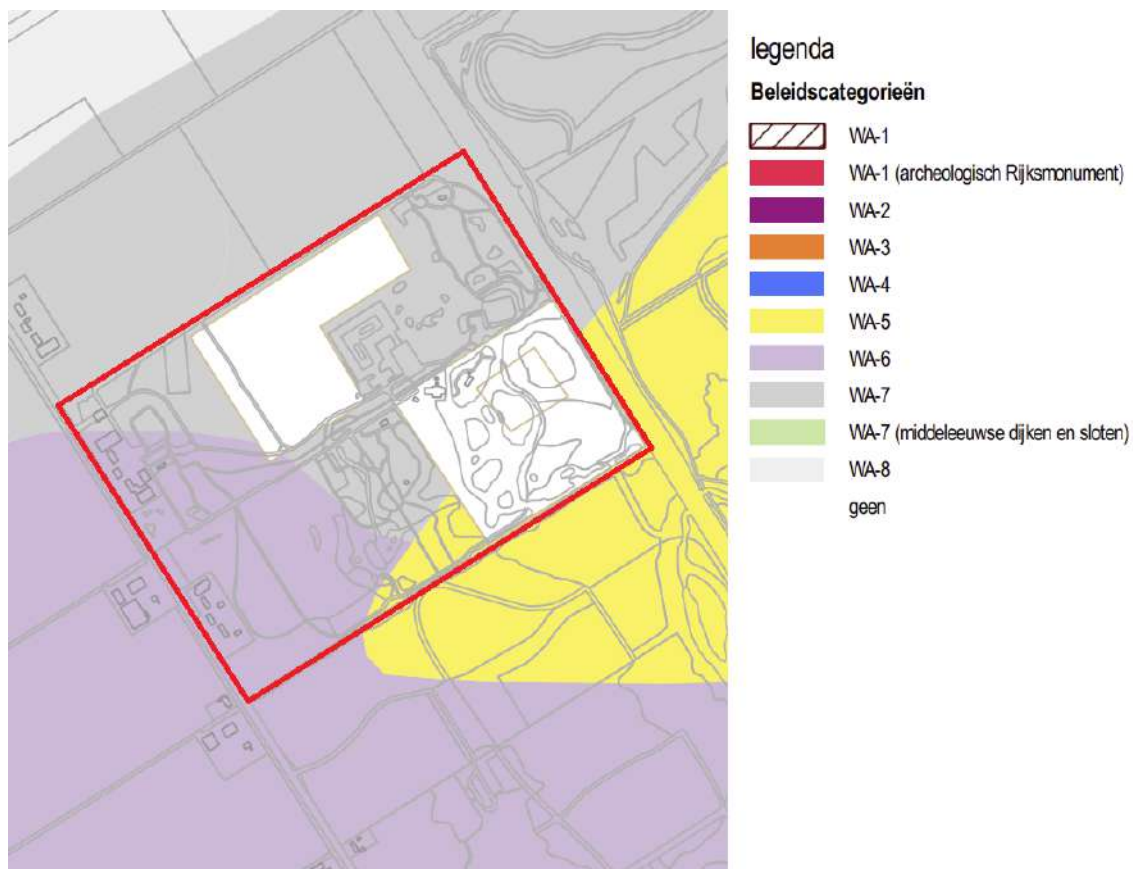 legenda
Beleidscategorieën
WA-1
WA-1 (archeologisch Rijksmonument)
WA-2
WA-3
WA-4
WA-5
WA-6
WA-7
WA-7 (middeleeuwse dijken en sloten)
WA-8
geen